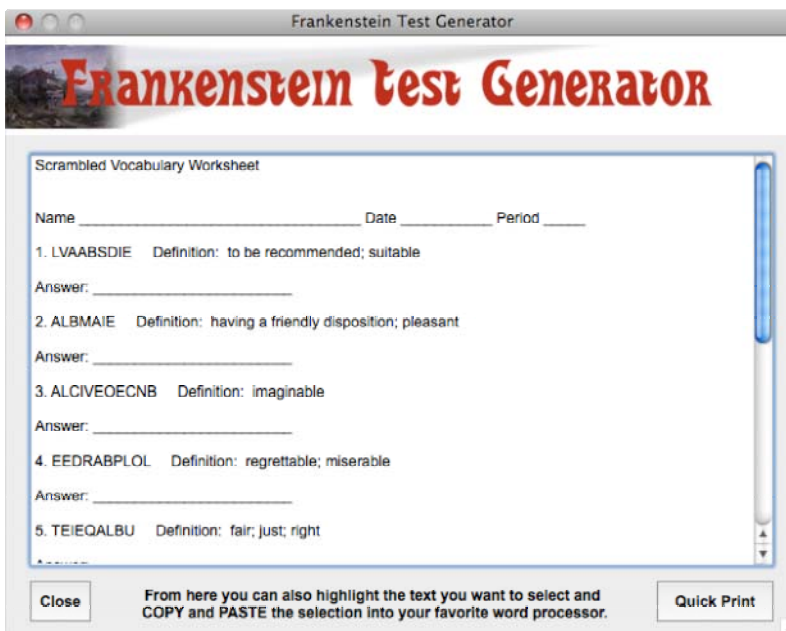 Frankenstein Test Generator
Frankenstein Test Generator
Scrambled Vocabulary Worksheet
Name __________________________________ Date ___________ Period _____
1. LVAABSDIE Definition: to be recommended; suitable
Answer: ________________________
2. ALBMAIE Definition: having a friendly disposition; pleasant
Answer: ________________________
3. ALCIVEOECNB Definition: imaginable
Answer: ________________________
4. EEDRABPLOL Definition: regrettable; miserable
Answer: ________________________
5. TEIEQALBU Definition: fair; just; right
Close
From here you can also highlight the text you want to select and
COPY and PASTE the selection into your favorite word processor.
Quick Print